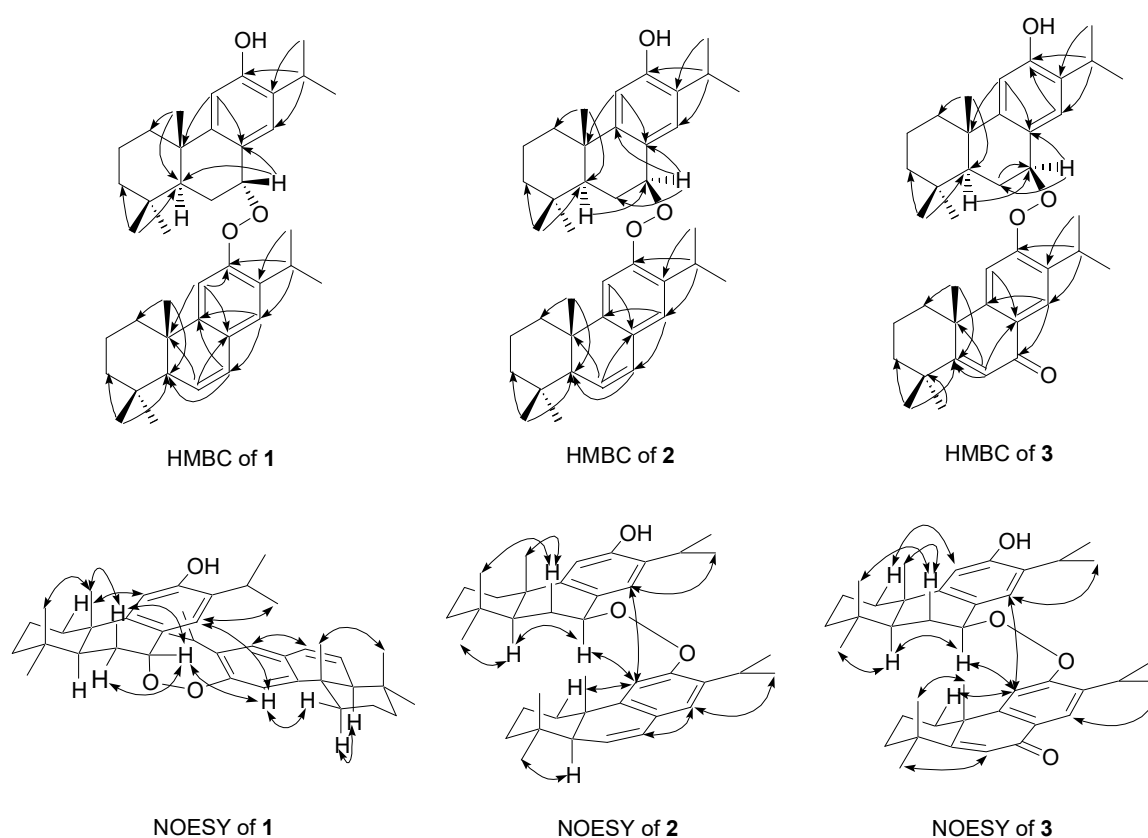 OH OH OH
H H H
H O H O H O
O O O
O
HMBC of 1 HMBC of 2 HMBC of 3
OH OH OH
H H H H H
H O O
H H O O H H H O H H O
H H H H H
H H O
NOESY of 1 NOESY of 2 NOESY of 3